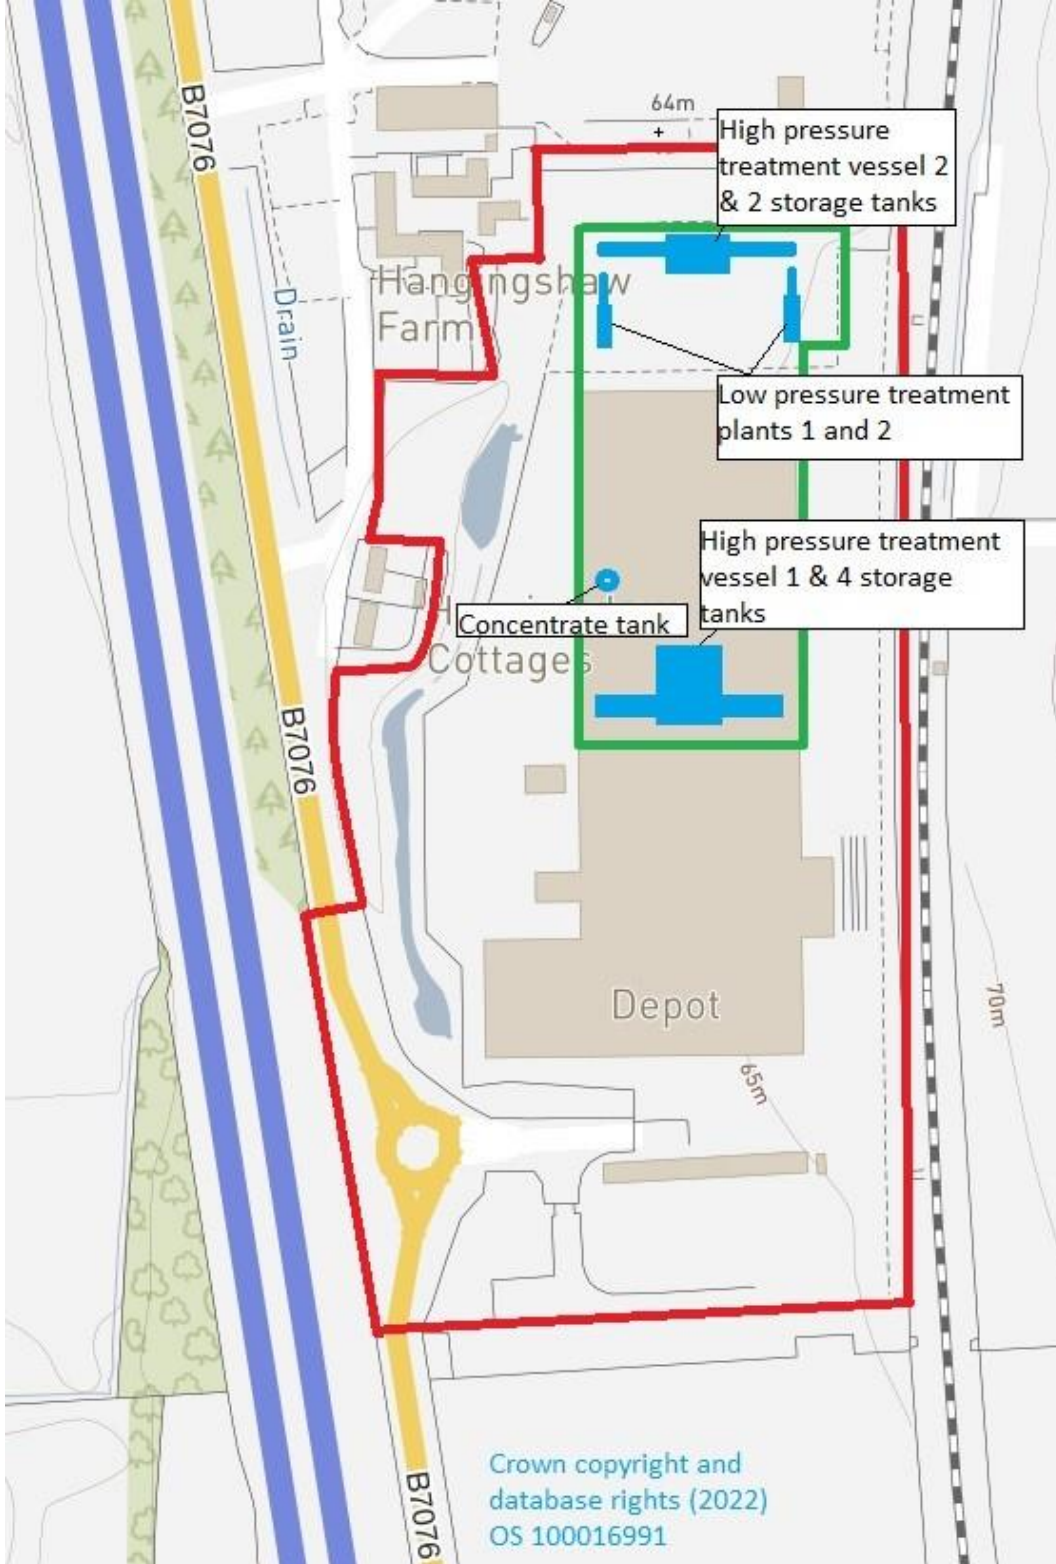 B7076
64m
High pressure
treatment vessel 2
& 2 storage tanks
Hangingshaw
Farm
Drain
Low pressure treatment
plants 1 and 2
High pressure treatment
vessel 1 & 4 storage
tanks
Concentrate tank
Cottages
B7076
Depot
70m
65m
B7076
Crown copyright and
database rights (2022)
OS 100016991